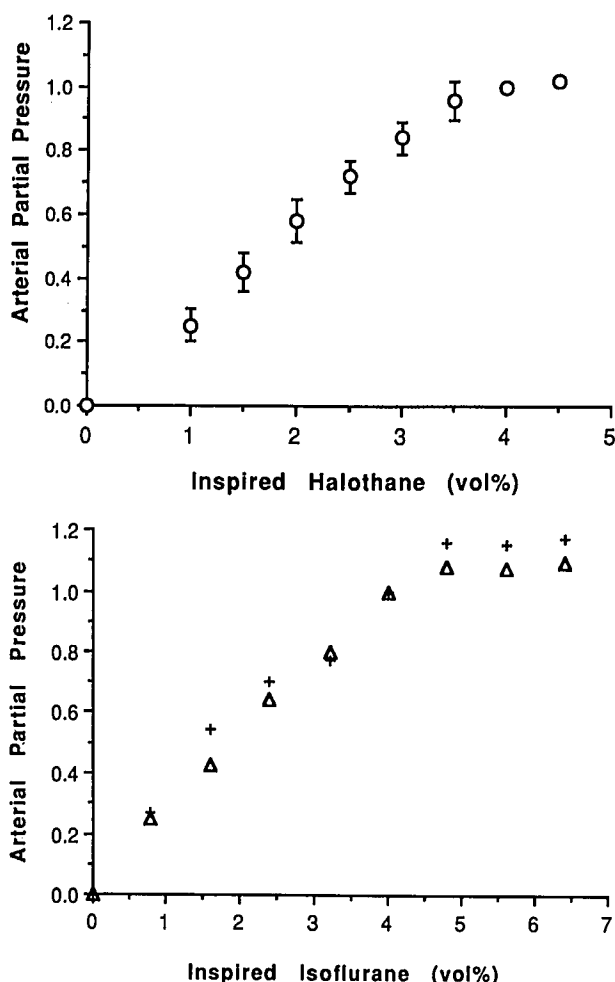 1.2
1.0
0.8
0.6
0.4
0.2
0.0
Arterial Partial Pressure
0 1 2 3 4 5
Inspired Halothane (vol%)
1.2
1.0
0.8
0.6
0.4
0.2
0.0
Arterial Partial Pressure
0 1 2 3 4 5 6 7
Inspired Isoflurane (vol%)